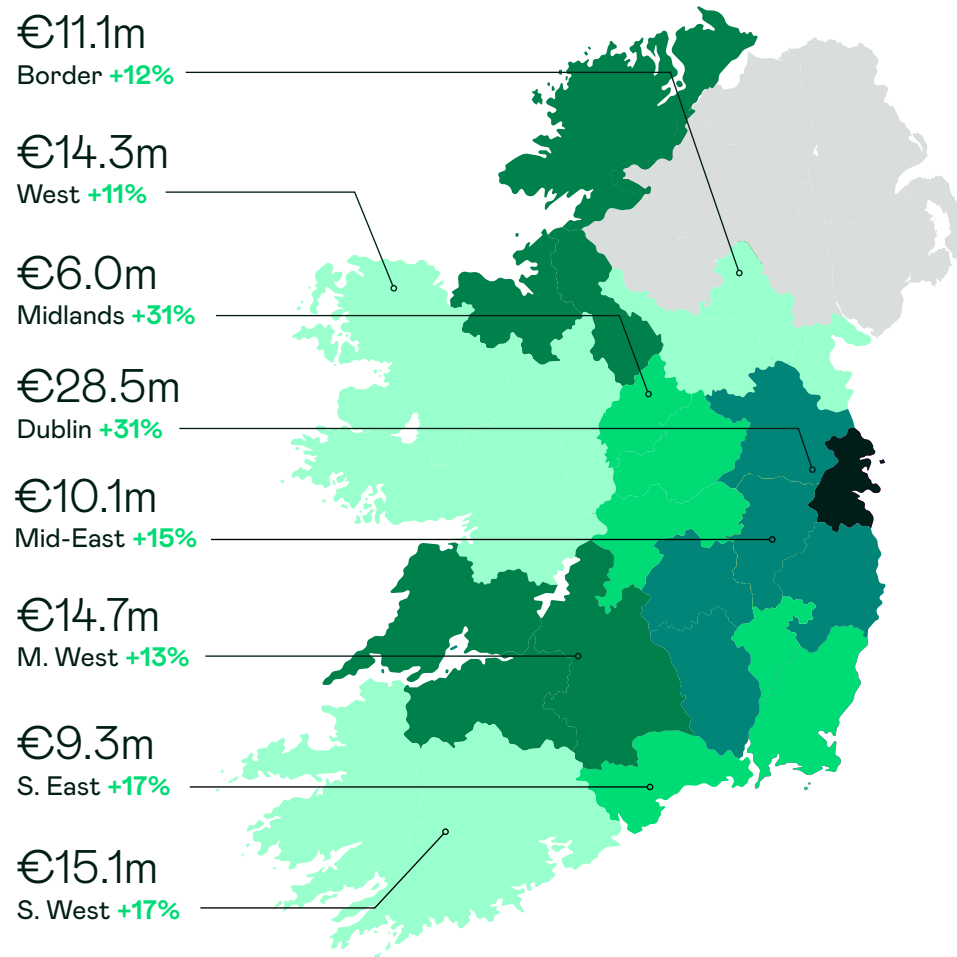 €11.1m
Border +12%
€14.3m
West +11%
€6.0m
Midlands +31%
€28.5m
Dublin +31%
€10.1m
Mid-East +15%
€14.7m
M. West +13%
€9.3m
S. East +17%
€15.1m
S. West +17%